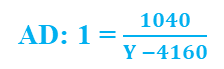 AD: 1 = 1040 / Y –4160